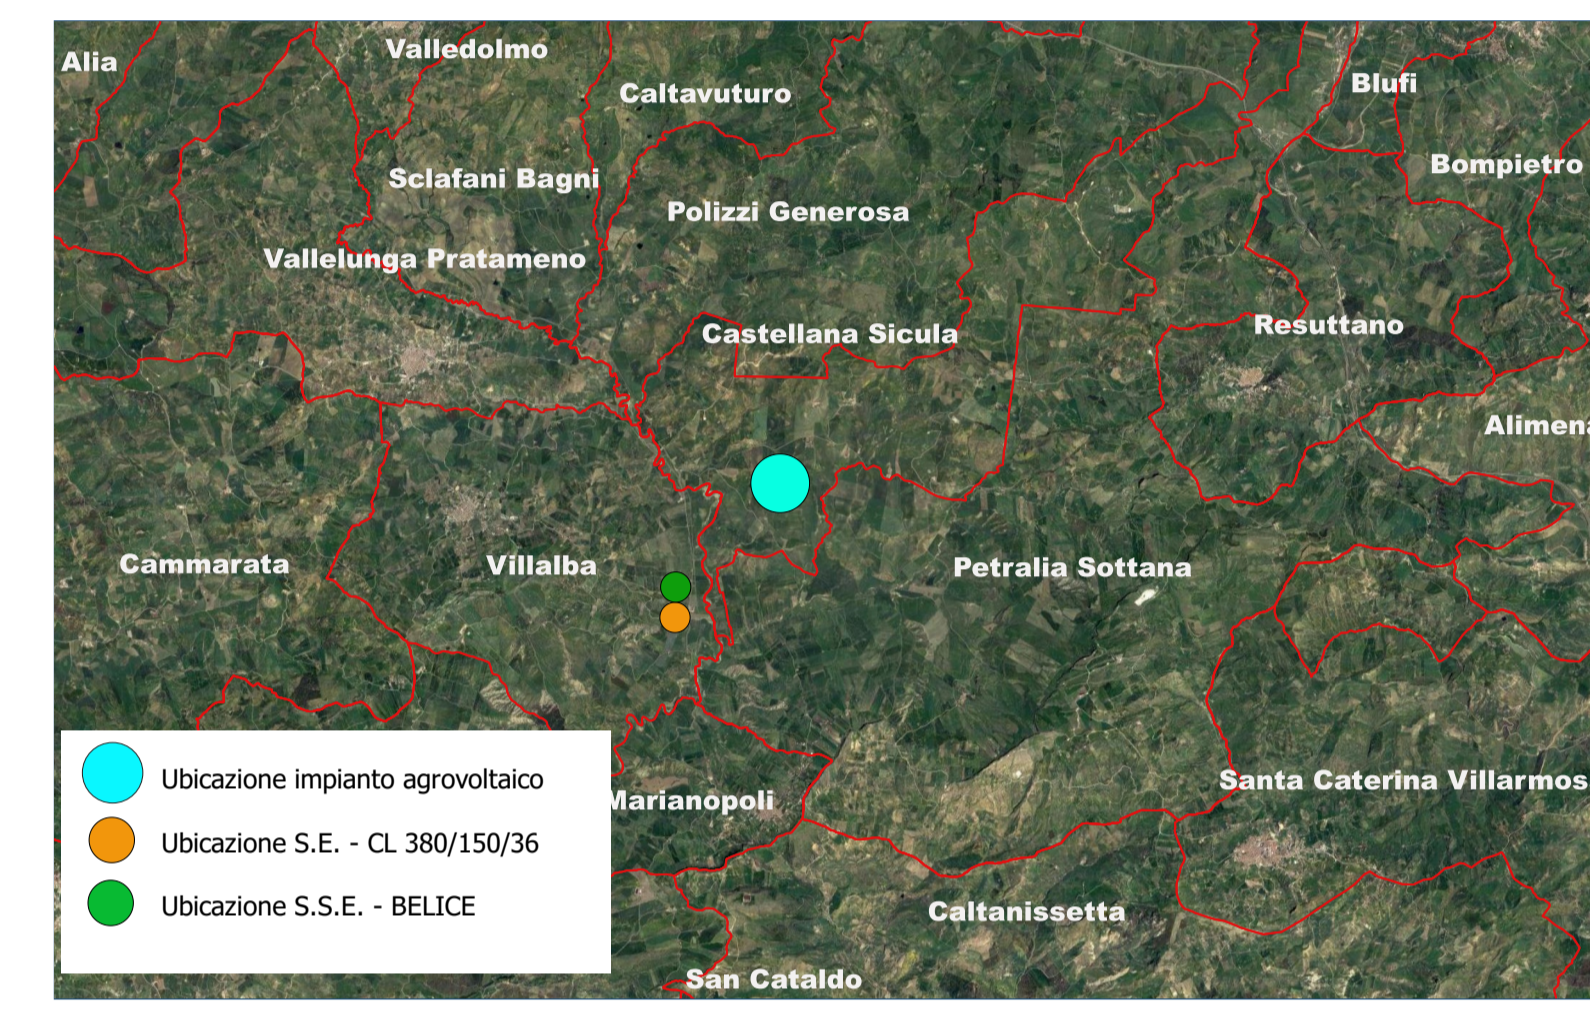 Alia
Valledolmo
Caltavuturo
Blufi
Bompietro
Sclafani Bagni
Polizzi Generosa
Vallelunga Pratameno
Castellana Sicula
Resuttano
Alimena
Cammarata
Villalba
Petralia Sottana
Santa Caterina Villarmos
Marianopoli
Caltanissetta
San Cataldo
Ubicazione impianto agrovoltaico
Ubicazione S.E. - CL 380/150/36
Ubicazione S.S.E. - BELICE